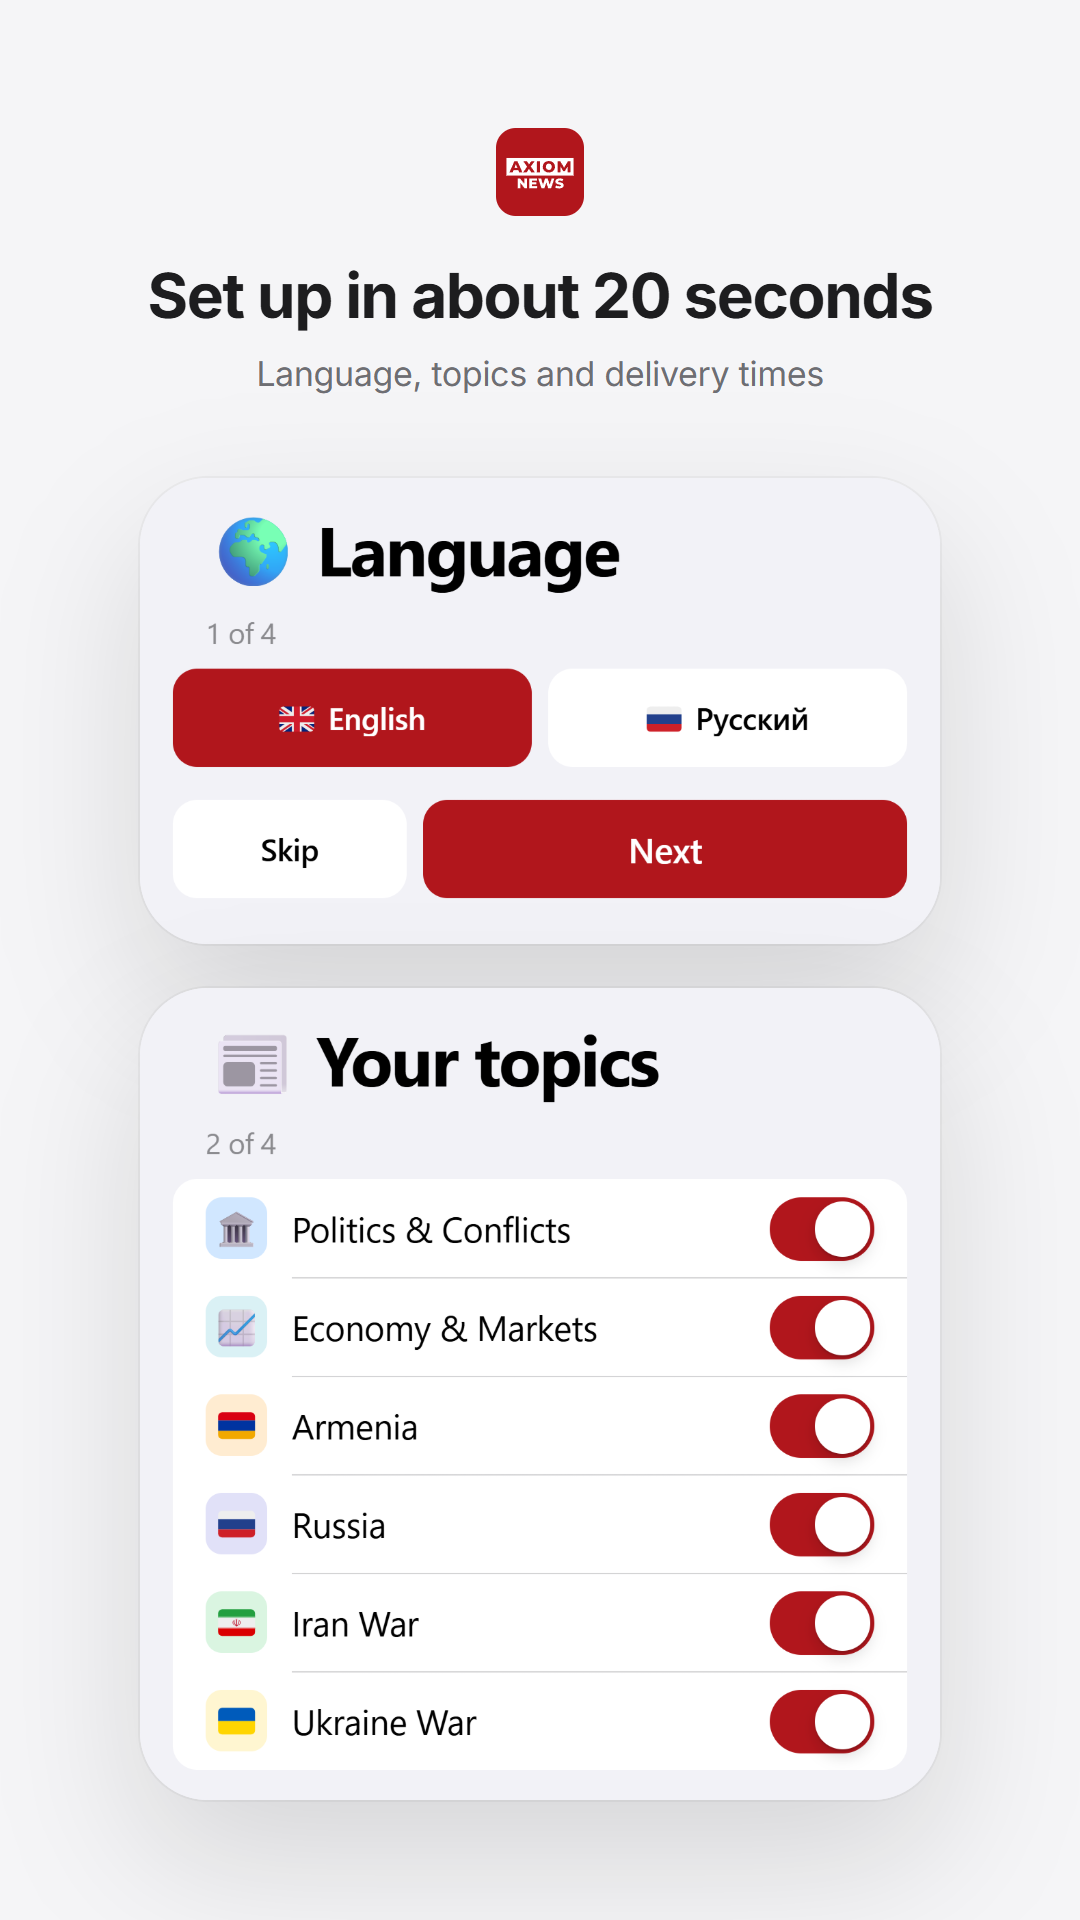 AXIOM
NEWS
Set up in about 20 seconds
Language, topics and delivery times
Language
1 of 4
English
Русский
Skip
Next
Your topics
2 of 4
Politics & Conflicts
Economy & Markets
Armenia
Russia
Iran War
Ukraine War